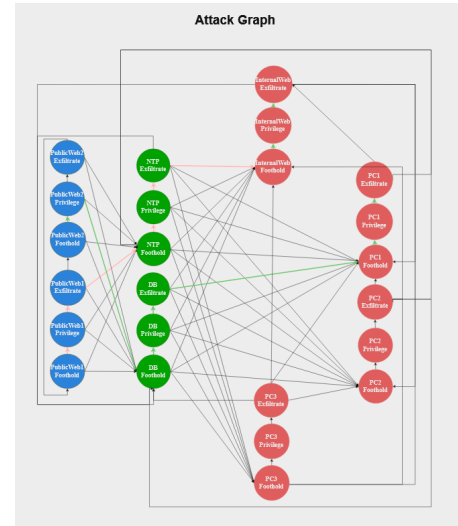 Attack Graph
InternalWeb
Exfiltrate
InternalWeb
Privilege
InternalWeb
Foothold
PublicWeb2
Exfiltrate
PublicWeb2
Privilege
PublicWeb2
Foothold
PublicWeb1
Exfiltrate
PublicWeb1
Privilege
PublicWeb1
Foothold
NTP
Exfiltrate
NTP
Privilege
NTP
Foothold
DB
Exfiltrate
DB
Privilege
DB
Foothold
PC1
Exfiltrate
PC1
Privilege
PC1
Foothold
PC2
Exfiltrate
PC2
Privilege
PC2
Foothold
PC3
Exfiltrate
PC3
Privilege
PC3
Foothold